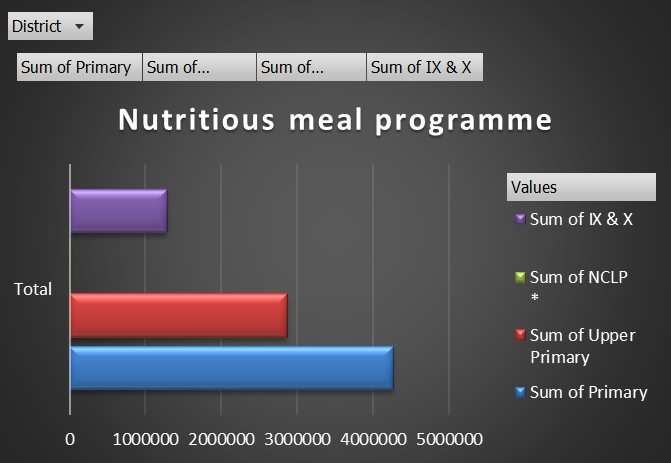 District
Sum of Primary Sum of... Sum of... Sum of IX & X
Nutritious meal programme
Values
Sum of IX & X
Sum of NCLP
*
Sum of Upper
Primary
Sum of Primary
Total
0 1000000 2000000 3000000 4000000 5000000